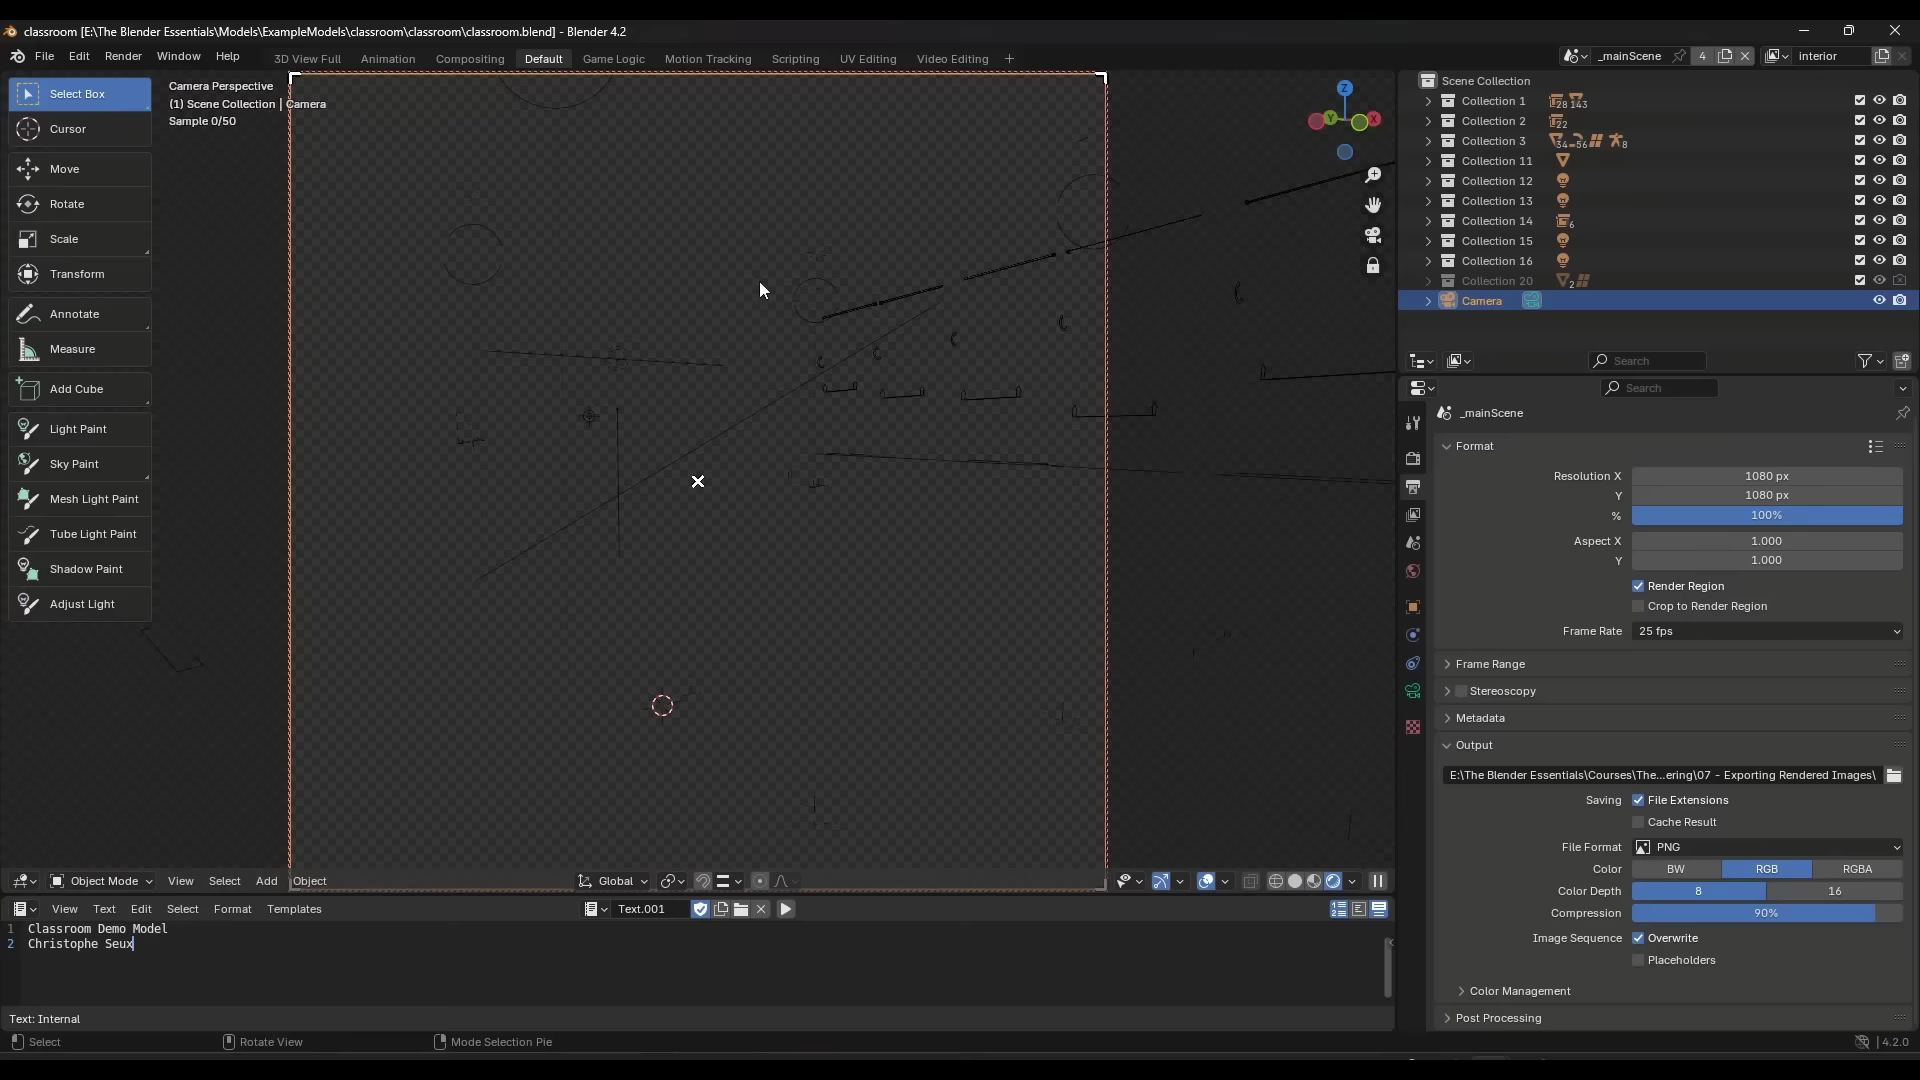 classroom [E:\The Blender Essentials\Models\ExampleModels\classroom\classroom\classroom.blend] - Blender 4.2
File Edit Render Window Help
3D View Full Animation Compositing Default Game Logic Motion Tracking Scripting UV Editing Video Editing +
_mainScene 4
interior
Select Box
Cursor
Move
Rotate
Scale
Transform
Annotate
Measure
Add Cube
Light Paint
Sky Paint
Mesh Light Paint
Tube Light Paint
Shadow Paint
Adjust Light
Camera Perspective
(1) Scene Collection | Camera
Sample 0/50
Z
Y X
Scene Collection
Collection 1 28 143
Collection 2 22
Collection 3 34 56 8
Collection 11
Collection 12
Collection 13
Collection 14 6
Collection 15
Collection 16
Collection 20 2
Camera
Search
Search
_mainScene
Format
Resolution X 1080 px
Y 1080 px
% 100%
Aspect X 1.000
Y 1.000
Render Region
Crop to Render Region
Frame Rate 25 fps
Frame Range
Stereoscopy
Metadata
Output
E:\The Blender Essentials\Courses\The...ering\07 - Exporting Rendered Images\
Saving File Extensions
Cache Result
File Format PNG
Color BW RGB RGBA
Color Depth 8 16
Compression 90%
Image Sequence Overwrite
Placeholders
Color Management
Post Processing
Object Mode View Select Add Object
Global
View Text Edit Select Format Templates
Text.001
1 Classroom Demo Model
2 Christophe Seux
Text: Internal
Select Rotate View Mode Selection Pie
4.2.0